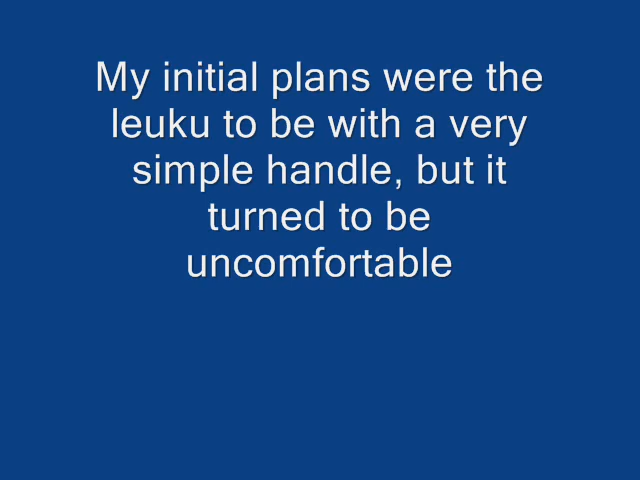 My initial plans were the
leuku to be with a very
simple handle, but it
turned to be
uncomfortable